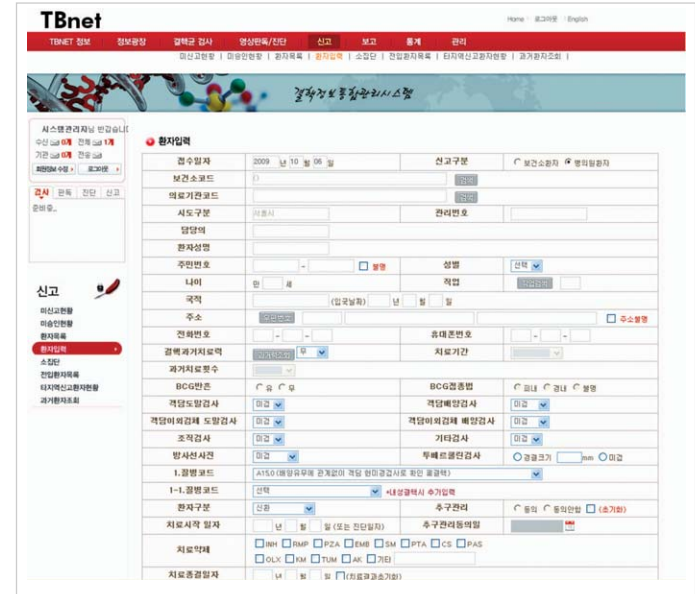 TBnet
Home 로그아웃 English
TBNET 정보 정보광장 결핵균 검사 영상판독/진단 신고 보고 통계 관리
미신고현황 | 미승인현황 | 환자목록 | 환자입력 | 소집단 | 전입환자목록 | 타지역신고환자현황 | 과거환자조회 |
결핵정보통합관리시스템
시스템관리자님 반갑습니
수신 0개 전체 1개
기관 0개 전송
회원정보 수정 로그아웃
검사 판독 진단 신고
준비중..
신고
미신고현황
미승인현황
환자목록
환자입력
소집단
전입환자목록
타지역신고환자현황
과거환자조회
환자입력
접수일자 2009 년 10 월 06 일 신고구분 보건소환자 병의원환자
보건소코드 검색
의료기관코드 검색
시도구분 서울시 관리번호
담당의
환자성명
주민번호 - 불명 성별 선택
나이 만 세 직업 직업검색
국적 (입국날짜) 년 월 일
주소 우편번호 주소불명
전화번호 - - 휴대폰번호 - -
결핵과거치료력 과거력조회 무 치료기간
과거치료횟수
BCG반흔 유 무 BCG접종법 피내 경내 불명
객담도말검사 미검 객담배양검사 미검
객담이외검체 도말검사 미검 객담이외검체 배양검사 미검
조직검사 미검 기타검사 미검
방사선사진 미검 투베르쿨린검사 경결크기 mm 미검
1.질병코드 A15.0 (배양유무에 관계없이 객담 현미경검사로 확인된 폐결핵)
1-1.질병코드 선택 *내성결핵시 추가입력
환자구분 신환 추구관리 동의 동의안함 (초기화)
치료시작 일자 년 월 일 (또는 진단일자) 추구관리동의일
치료약제 INH RMP PZA EMB SM PTA CS PAS
OLX KM TUM AK 기타
치료종결일자 년 월 일 (치료결과초기화)